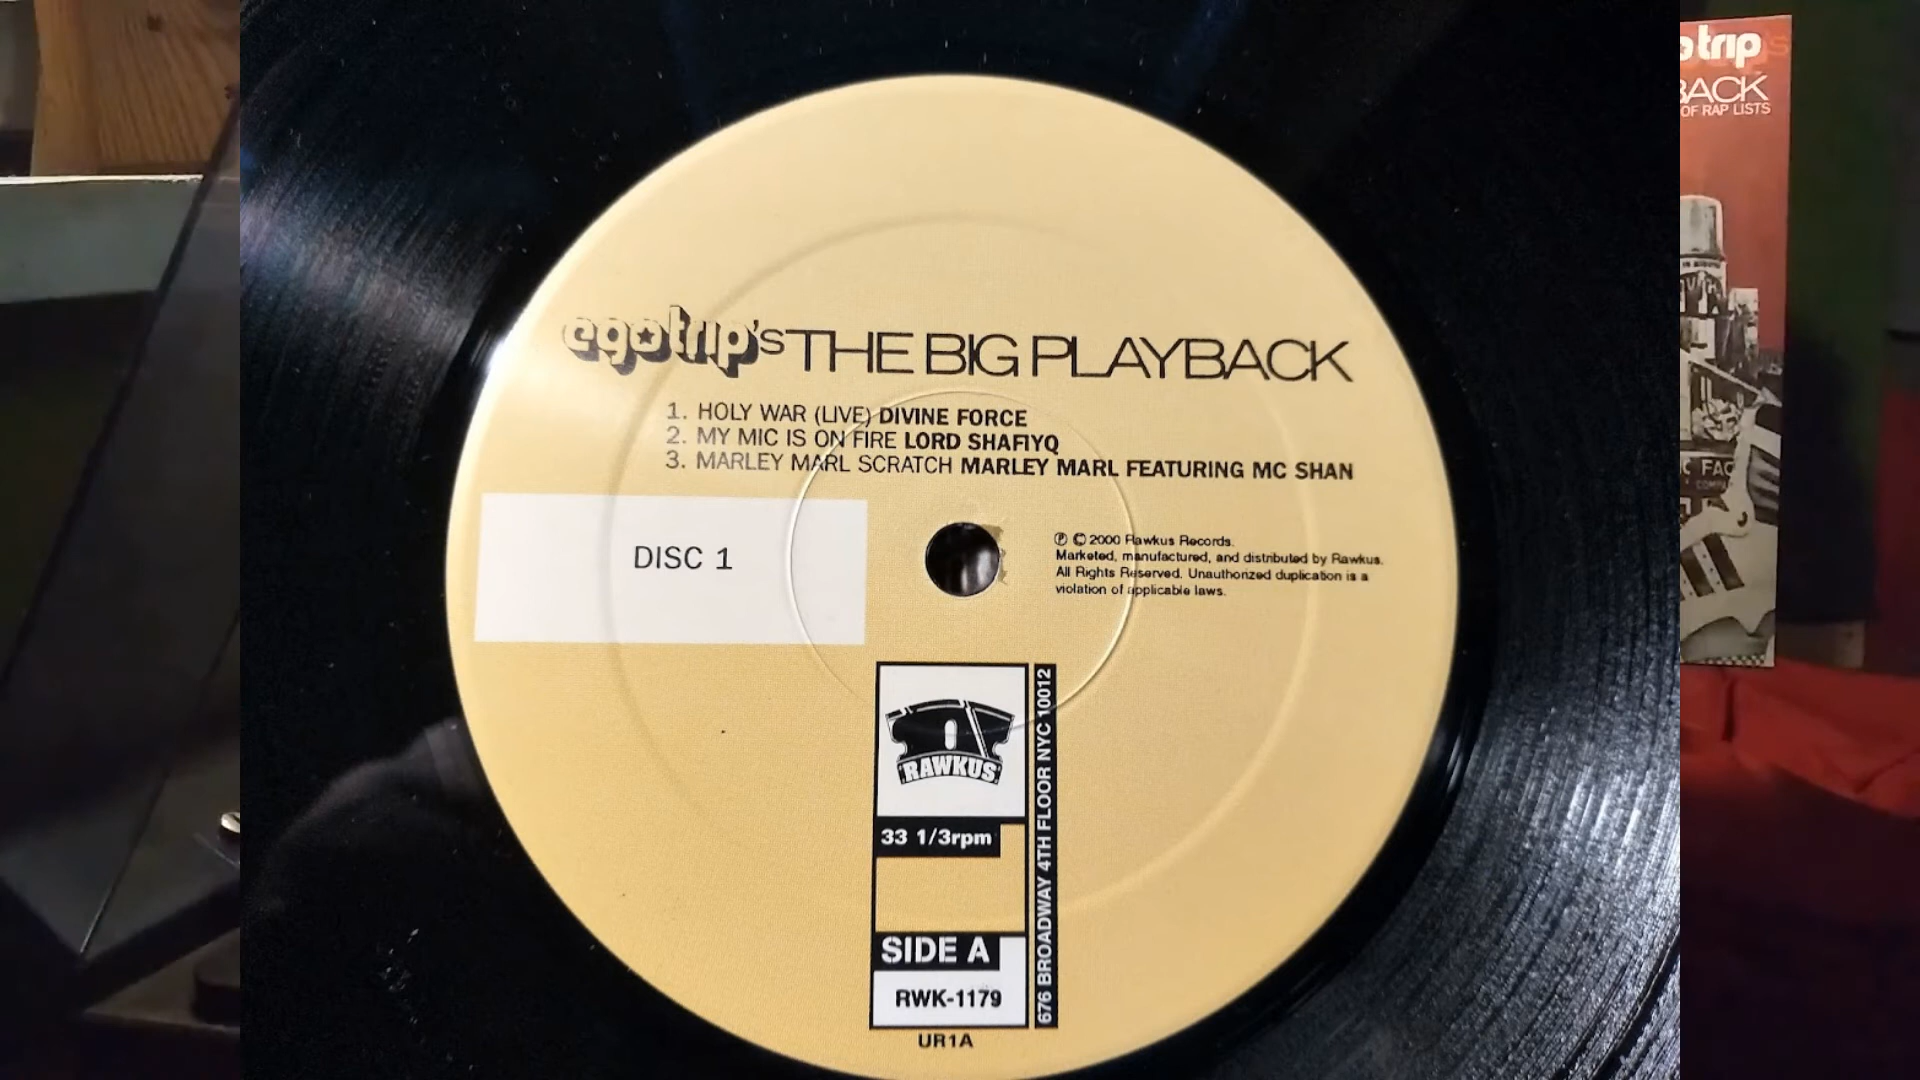 egotrip's THE BIG PLAYBACK
1. HOLY WAR (LIVE) DIVINE FORCE
2. MY MIC IS ON FIRE LORD SHAFIYQ
3. MARLEY MARL SCRATCH MARLEY MARL FEATURING MC SHAN
DISC 1
℗ © 2000 Rawkus Records.
Marketed, manufactured, and distributed by Rawkus.
All Rights Reserved. Unauthorized duplication is a
violation of applicable laws.
RAWKUS
33 1/3rpm
SIDE A
RWK-1179
676 BROADWAY 4TH FLOOR NYC 10012
UR1A
trip's
BACK
OF RAP LISTS